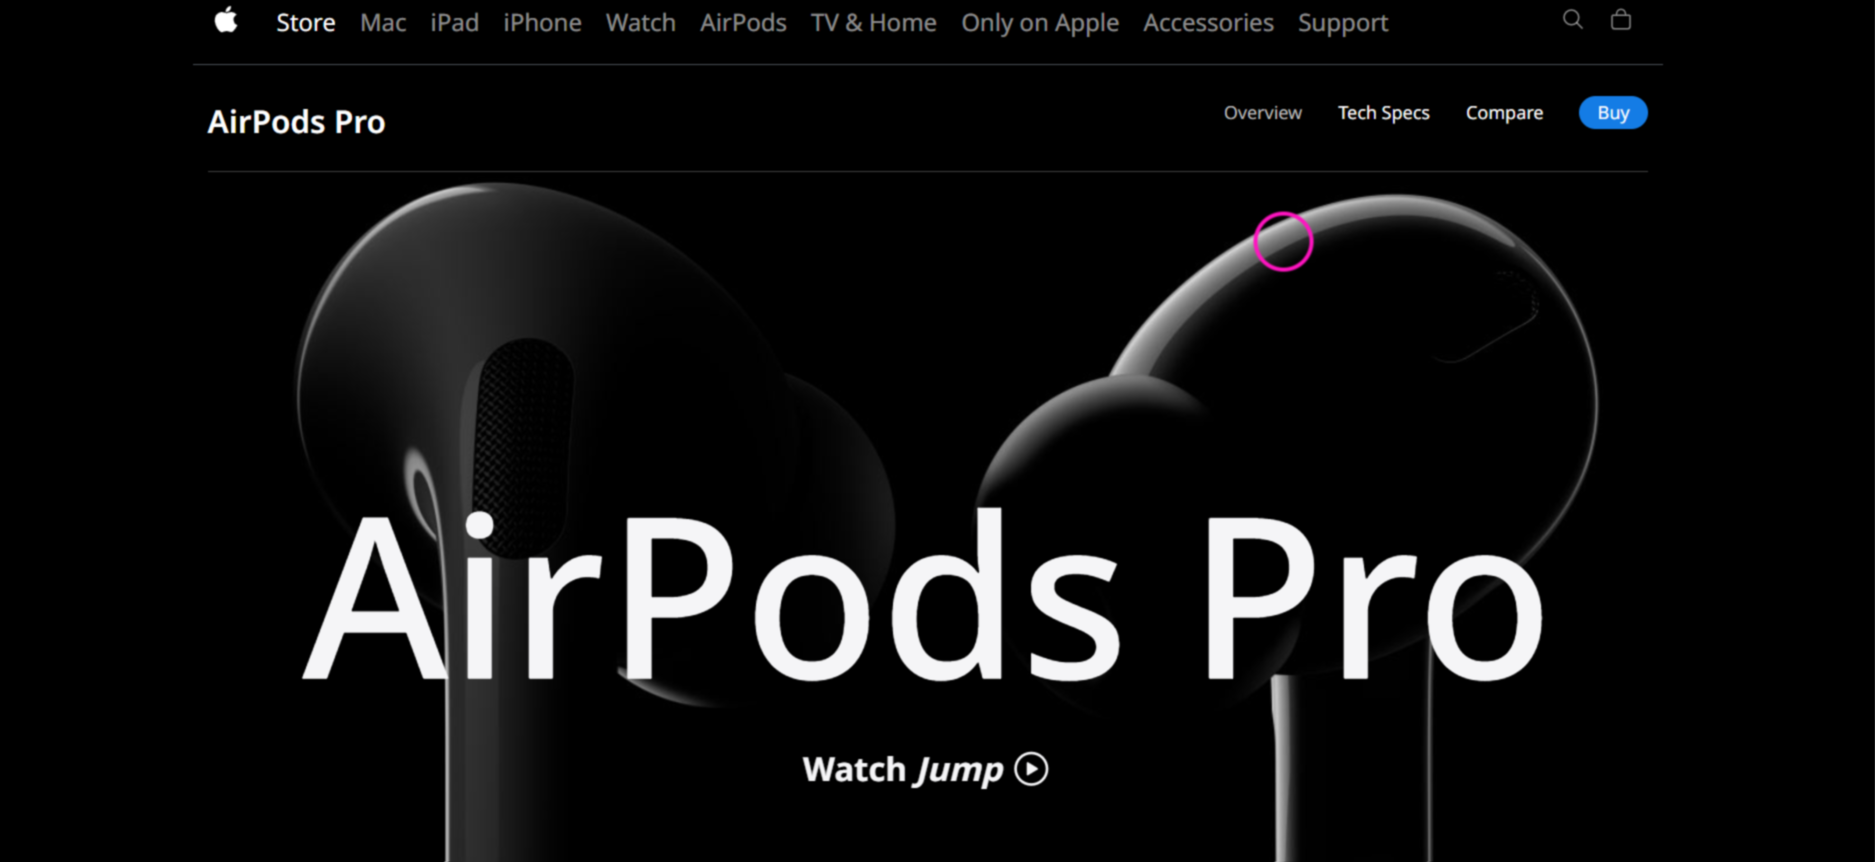 Store Mac iPad iPhone Watch AirPods TV & Home Only on Apple Accessories Support
AirPods Pro
Overview Tech Specs Compare Buy
AirPods Pro
Watch Jump